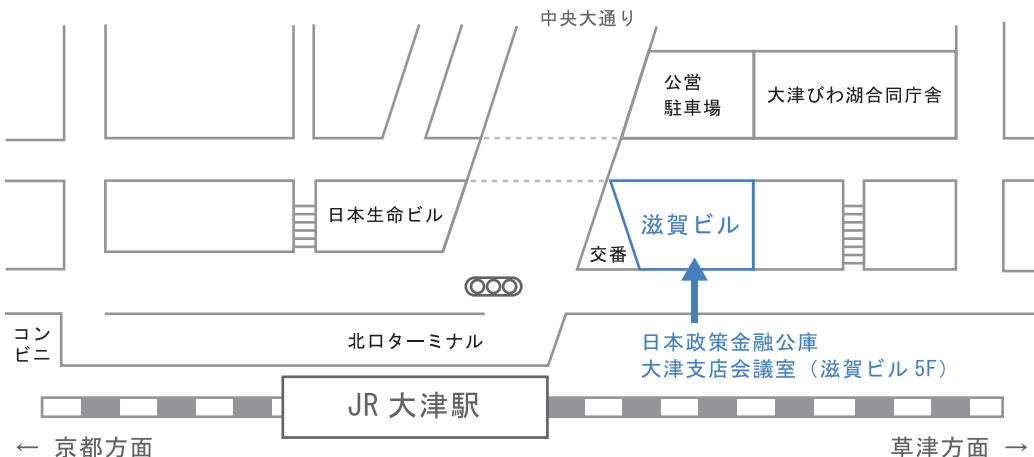 中央大通り
公営
駐車場
大津びわ湖合同庁舎
日本生命ビル
滋賀ビル
交番
コン
ビニ
北口ターミナル
日本政策金融公庫
大津支店会議室（滋賀ビル 5F）
JR 大津駅
← 京都方面
草津方面 →